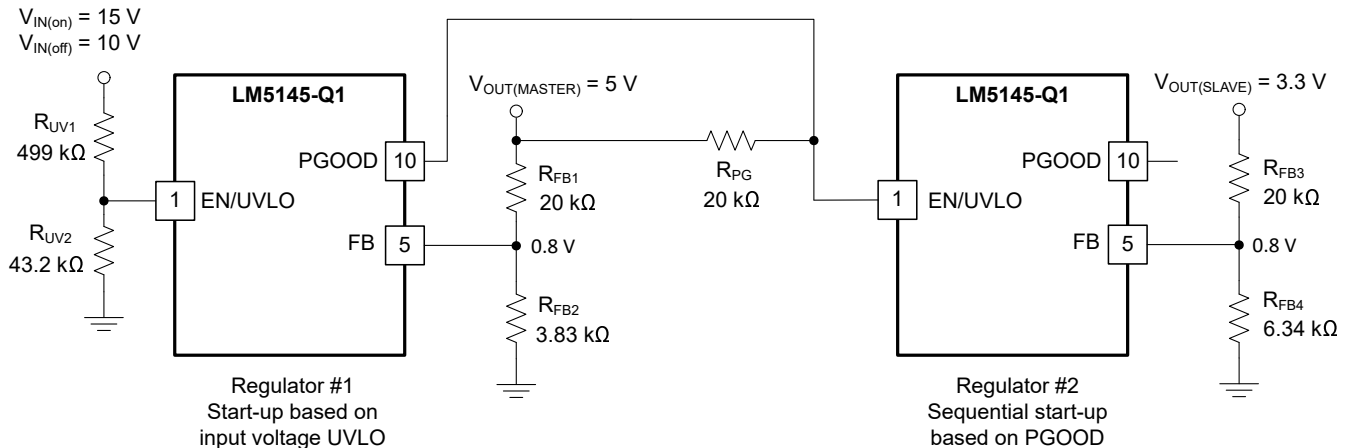 V_IN(on) = 15 V
V_IN(off) = 10 V
R_UV1
499 kΩ
R_UV2
43.2 kΩ
LM5145-Q1
PGOOD
10
1
EN/UVLO
FB
5
Regulator #1
Start-up based on
input voltage UVLO
V_OUT(MASTER) = 5 V
R_FB1
20 kΩ
0.8 V
R_FB2
3.83 kΩ
R_PG
20 kΩ
LM5145-Q1
PGOOD
10
1
EN/UVLO
FB
5
Regulator #2
Sequential start-up
based on PGOOD
V_OUT(SLAVE) = 3.3 V
R_FB3
20 kΩ
0.8 V
R_FB4
6.34 kΩ